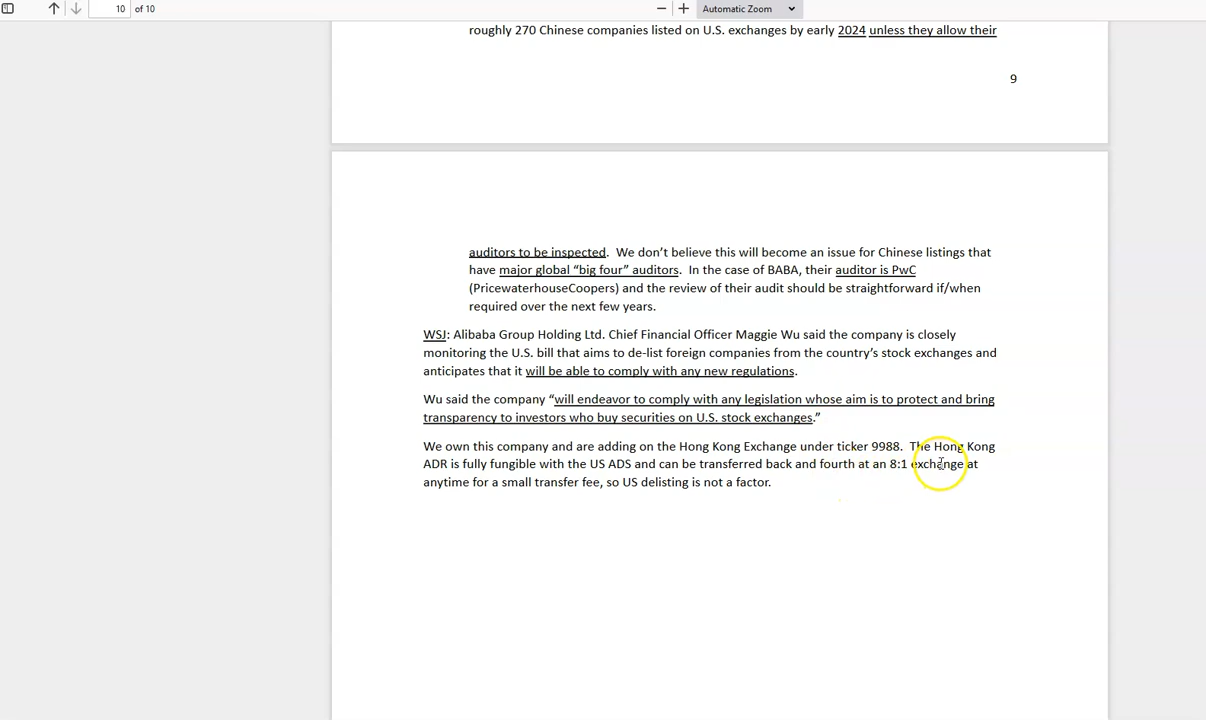 10 of 10 Automatic Zoom
roughly 270 Chinese companies listed on U.S. exchanges by early 2024 unless they allow their
9
auditors to be inspected. We don’t believe this will become an issue for Chinese listings that
have major global “big four” auditors. In the case of BABA, their auditor is PwC
(PricewaterhouseCoopers) and the review of their audit should be straightforward if/when
required over the next few years.
WSJ: Alibaba Group Holding Ltd. Chief Financial Officer Maggie Wu said the company is closely
monitoring the U.S. bill that aims to de-list foreign companies from the country’s stock exchanges and
anticipates that it will be able to comply with any new regulations.
Wu said the company “will endeavor to comply with any legislation whose aim is to protect and bring
transparency to investors who buy securities on U.S. stock exchanges.”
We own this company and are adding on the Hong Kong Exchange under ticker 9988. The Hong Kong
ADR is fully fungible with the US ADS and can be transferred back and fourth at an 8:1 exchange at
anytime for a small transfer fee, so US delisting is not a factor.